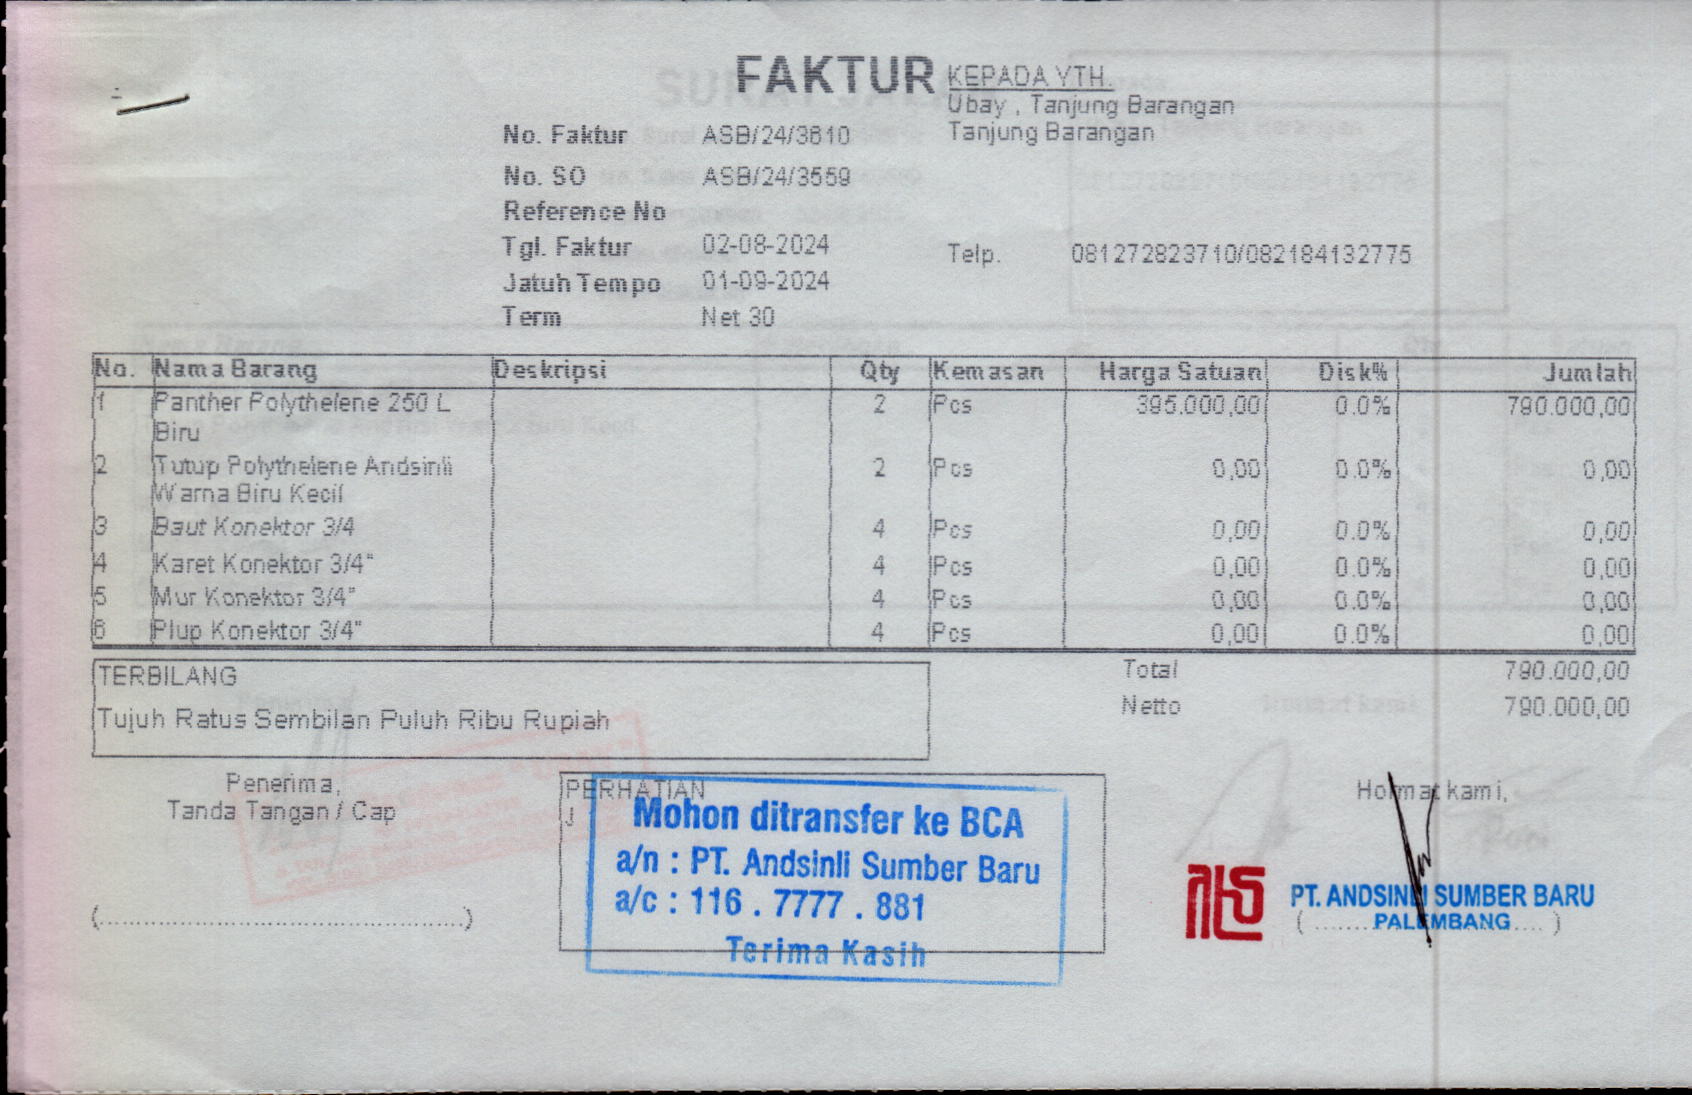 FAKTUR
KEPADA YTH.
Ubay , Tanjung Barangan
Tanjung Barangan
No. Faktur ASB/24/3610
No. SO ASB/24/3559
Reference No
Tgl. Faktur 02-08-2024
Telp. 081272823710/082184132775
Jatuh Tempo 01-09-2024
Term Net 30
No. Nama Barang Deskripsi Qty Kemasan Harga Satuan Disk% Jumlah
1 Panther Polythelene 250 L 2 Pcs 395.000,00 0.0% 790.000,00
Biru
2 Tutup Polythelene Andsinli 2 Pcs 0,00 0.0% 0,00
Warna Biru Kecil
3 Baut Konektor 3/4 4 Pcs 0,00 0.0% 0,00
4 Karet Konektor 3/4" 4 Pcs 0,00 0.0% 0,00
5 Mur Konektor 3/4" 4 Pcs 0,00 0.0% 0,00
6 Plup Konektor 3/4" 4 Pcs 0,00 0.0% 0,00
TERBILANG
Tujuh Ratus Sembilan Puluh Ribu Rupiah
Total 790.000,00
Netto 790.000,00
Penerima,
Tanda Tangan / Cap
(................................................)
PERHATIAN
Mohon ditransfer ke BCA
a/n : PT. Andsinli Sumber Baru
a/c : 116 . 7777 . 881
Terima Kasih
Hormat kami,
PT. ANDSINLI SUMBER BARU
PALEMBANG